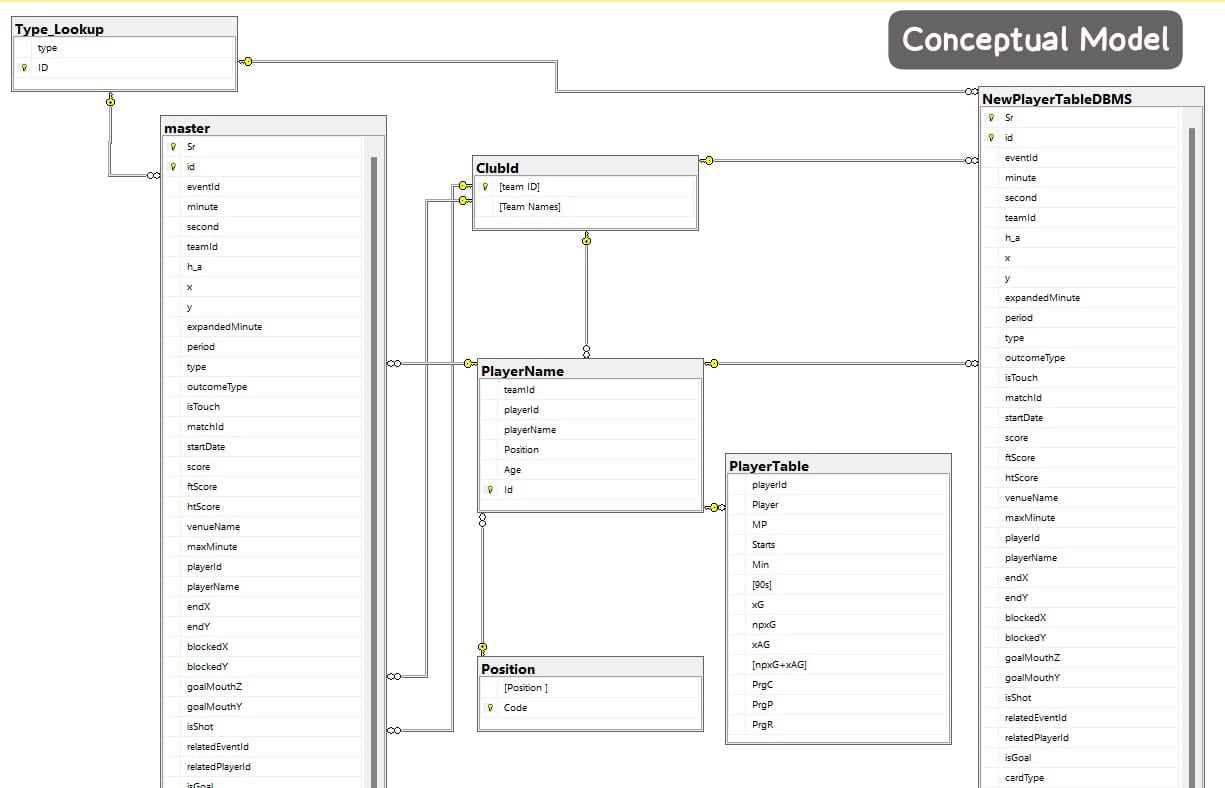 Conceptual Model
Type_Lookup
type
ID
master
Sr
id
eventId
minute
second
teamId
h_a
x
y
expandedMinute
period
type
outcomeType
isTouch
matchId
startDate
score
ftScore
htScore
venueName
maxMinute
playerId
playerName
endX
endY
blockedX
blockedY
goalMouthZ
goalMouthY
isShot
relatedEventId
relatedPlayerId
isGoal
ClubId
[team ID]
[Team Names]
PlayerName
teamId
playerId
playerName
Position
Age
Id
Position
[Position ]
Code
PlayerTable
playerId
Player
MP
Starts
Min
[90s]
xG
npxG
xAG
[npxG+xAG]
PrgC
PrgP
PrgR
NewPlayerTableDBMS
Sr
id
eventId
minute
second
teamId
h_a
x
y
expandedMinute
period
type
outcomeType
isTouch
matchId
startDate
score
ftScore
htScore
venueName
maxMinute
playerId
playerName
endX
endY
blockedX
blockedY
goalMouthZ
goalMouthY
isShot
relatedEventId
relatedPlayerId
isGoal
cardType